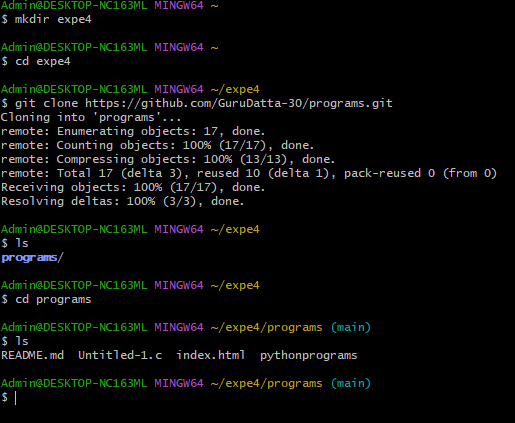 Admin@DESKTOP-NC163ML MINGW64 ~
$ mkdir expe4
Admin@DESKTOP-NC163ML MINGW64 ~
$ cd expe4
Admin@DESKTOP-NC163ML MINGW64 ~/expe4
$ git clone https://github.com/GuruDatta-30/programs.git
Cloning into 'programs'...
remote: Enumerating objects: 17, done.
remote: Counting objects: 100% (17/17), done.
remote: Compressing objects: 100% (13/13), done.
remote: Total 17 (delta 3), reused 10 (delta 1), pack-reused 0 (from 0)
Receiving objects: 100% (17/17), done.
Resolving deltas: 100% (3/3), done.
Admin@DESKTOP-NC163ML MINGW64 ~/expe4
$ ls
programs/
Admin@DESKTOP-NC163ML MINGW64 ~/expe4
$ cd programs
Admin@DESKTOP-NC163ML MINGW64 ~/expe4/programs (main)
$ ls
README.md  Untitled-1.c  index.html  pythonprograms
Admin@DESKTOP-NC163ML MINGW64 ~/expe4/programs (main)
$